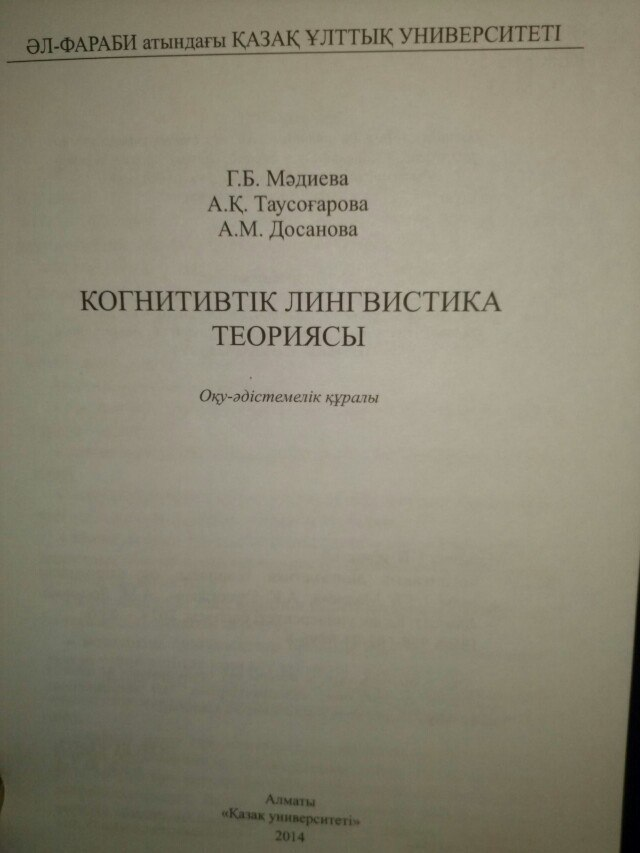 ӘЛ-ФАРАБИ атындағы ҚАЗАҚ ҰЛТТЫҚ УНИВЕРСИТЕТІ
Г.Б. Мәдиева
А.Қ. Таусоғарова
А.М. Досанова
КОГНИТИВТІК ЛИНГВИСТИКА
ТЕОРИЯСЫ
Оқу-әдістемелік құралы
Алматы
«Қазақ университеті»
2014